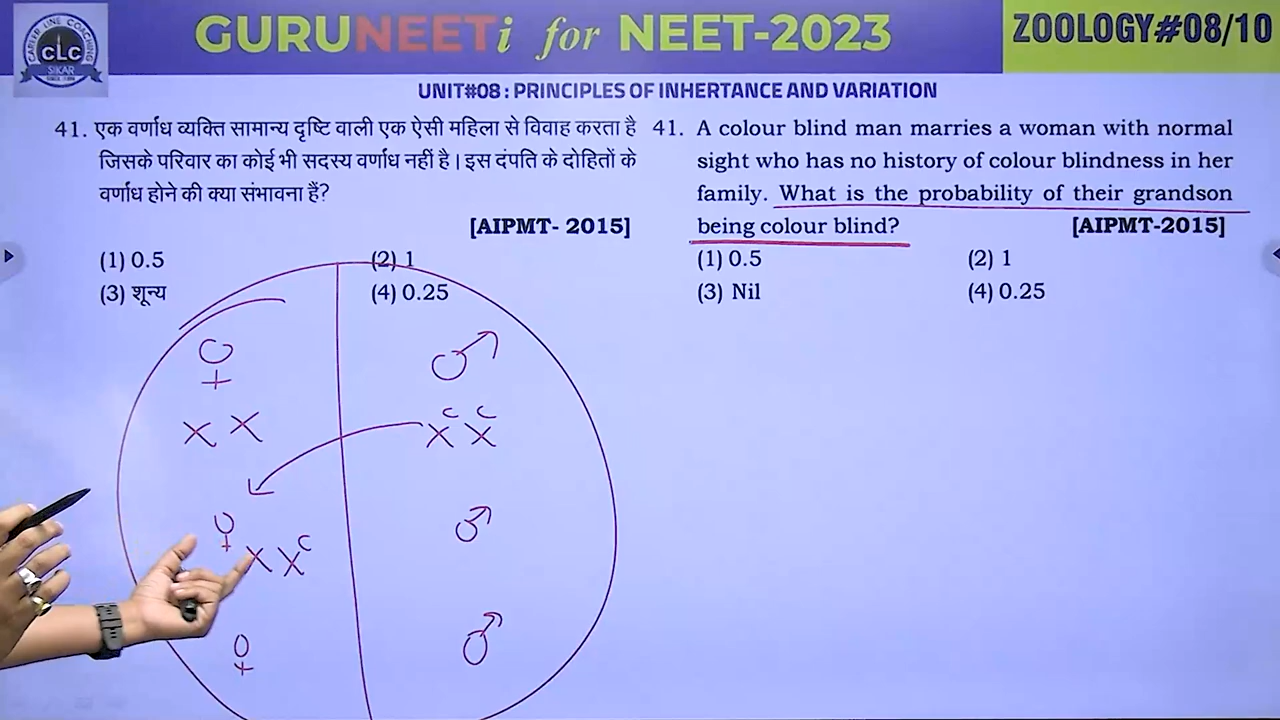 CAREER LINE COACHING
CLC
SIKAR
GURUNEETi for NEET-2023
ZOOLOGY#08/10
UNIT#08 : PRINCIPLES OF INHERTANCE AND VARIATION
41. एक वर्णांध व्यक्ति सामान्य दृष्टि वाली एक ऐसी महिला से विवाह करता है
जिसके परिवार का कोई भी सदस्य वर्णांध नहीं है। इस दंपति के दोहितों के
वर्णांध होने की क्या संभावना हैं?
[AIPMT- 2015]
(1) 0.5 (2) 1
(3) शून्य (4) 0.25
41. A colour blind man marries a woman with normal
sight who has no history of colour blindness in her
family. What is the probability of their grandson
being colour blind? [AIPMT-2015]
(1) 0.5 (2) 1
(3) Nil (4) 0.25
♀ ♂
X X X^c X^c
♀ ♂
X X^c
♀ ♂